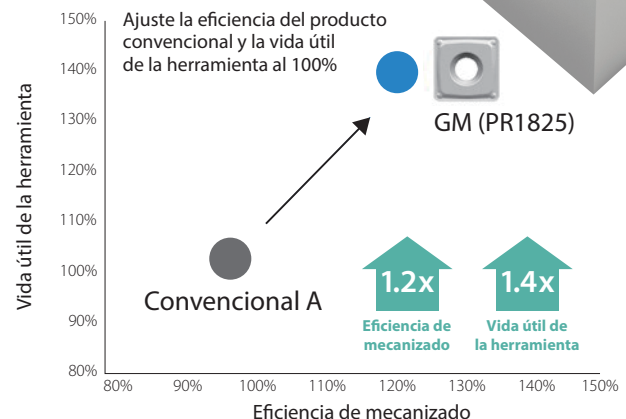 Ajuste la eficiencia del producto
convencional y la vida útil
de la herramienta al 100%
150%
140%
130%
120%
110%
100%
90%
80%
Vida útil de la herramienta
GM (PR1825)
Convencional A
1.2x
Eficiencia de
mecanizado
1.4x
Vida útil de
la herramienta
80%
90%
100%
110%
120%
130%
140%
150%
Eficiencia de mecanizado